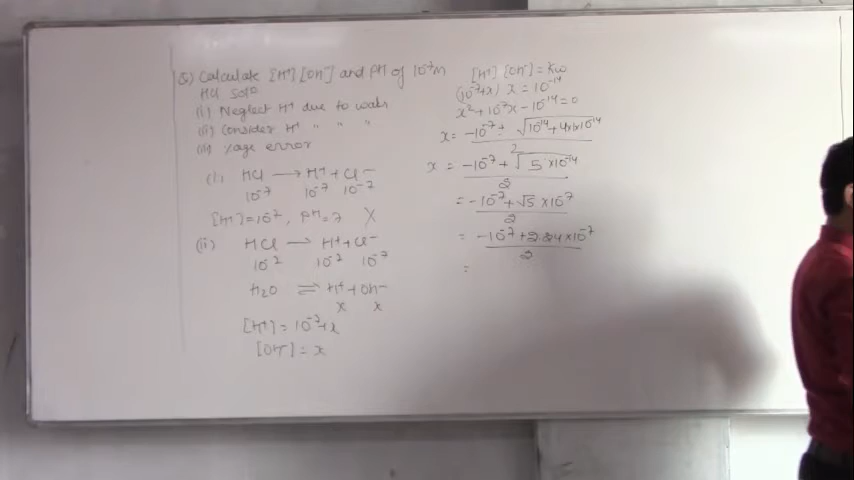 Q) Calculate [H⁺] [OH⁻] and PH of 10⁻⁷M
HCl solⁿ
(i) Neglect H⁺ due to water
(ii) Consider H⁺ " " "
(iii) %age error
(i) HCl → H⁺ + Cl⁻
10⁻⁷ 10⁻⁷ 10⁻⁷
[H⁺] = 10⁻⁷, PH = 7 X
(ii) HCl → H⁺ + Cl⁻
10⁻⁷ 10⁻⁷ 10⁻⁷
H₂O ⇌ H⁺ + OH⁻
x x
[H⁺] = 10⁻⁷+x
[OH⁻] = x
[H⁺] [OH⁻] = Kw
(10⁻⁷+x) x = 10⁻¹⁴
x² + 10⁻⁷x - 10⁻¹⁴ = 0
x = -10⁻⁷ + √10⁻¹⁴ + 4×1×10⁻¹⁴
2
x = -10⁻⁷ + √5 × 10⁻¹⁴
2
= -10⁻⁷ + √5 × 10⁻⁷
2
= -10⁻⁷ + 2.24 × 10⁻⁷
2
=